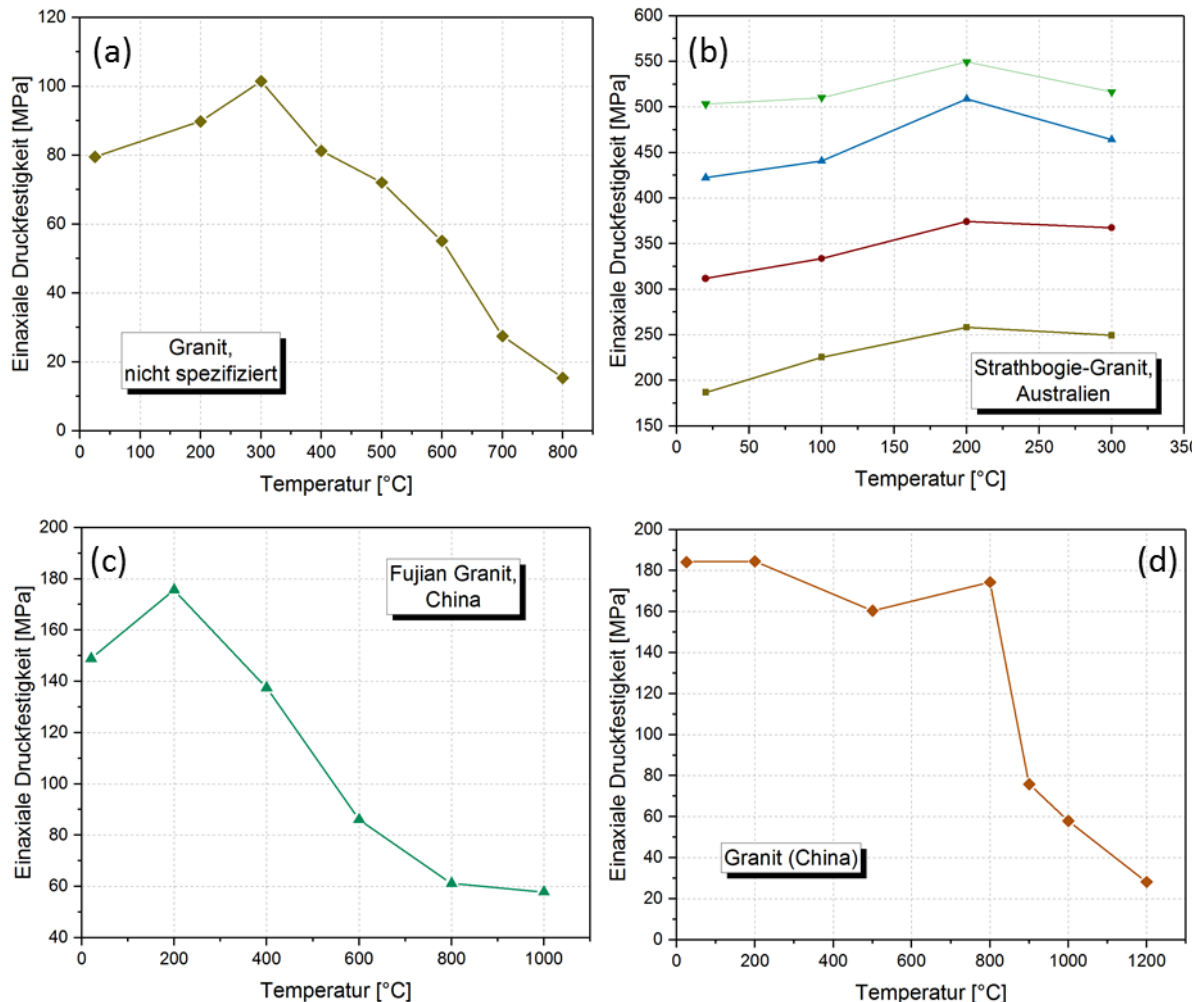 (a)
Einaxiale Druckfestigkeit [MPa]
120
100
80
60
40
20
0
Granit,
nicht spezifiziert
0 100 200 300 400 500 600 700 800
Temperatur [°C]
(b)
Einaxiale Druckfestigkeit [MPa]
600
550
500
450
400
350
300
250
200
150
Strathbogie-Granit,
Australien
0 50 100 150 200 250 300 350
Temperatur [°C]
(c)
Einaxiale Druckfestigkeit [MPa]
200
180
160
140
120
100
80
60
40
Fujian Granit,
China
0 200 400 600 800 1000
Temperatur [°C]
(d)
Einaxiale Druckfestigkeit [MPa]
200
180
160
140
120
100
80
60
40
20
0
Granit (China)
0 200 400 600 800 1000 1200
Temperatur [°C]